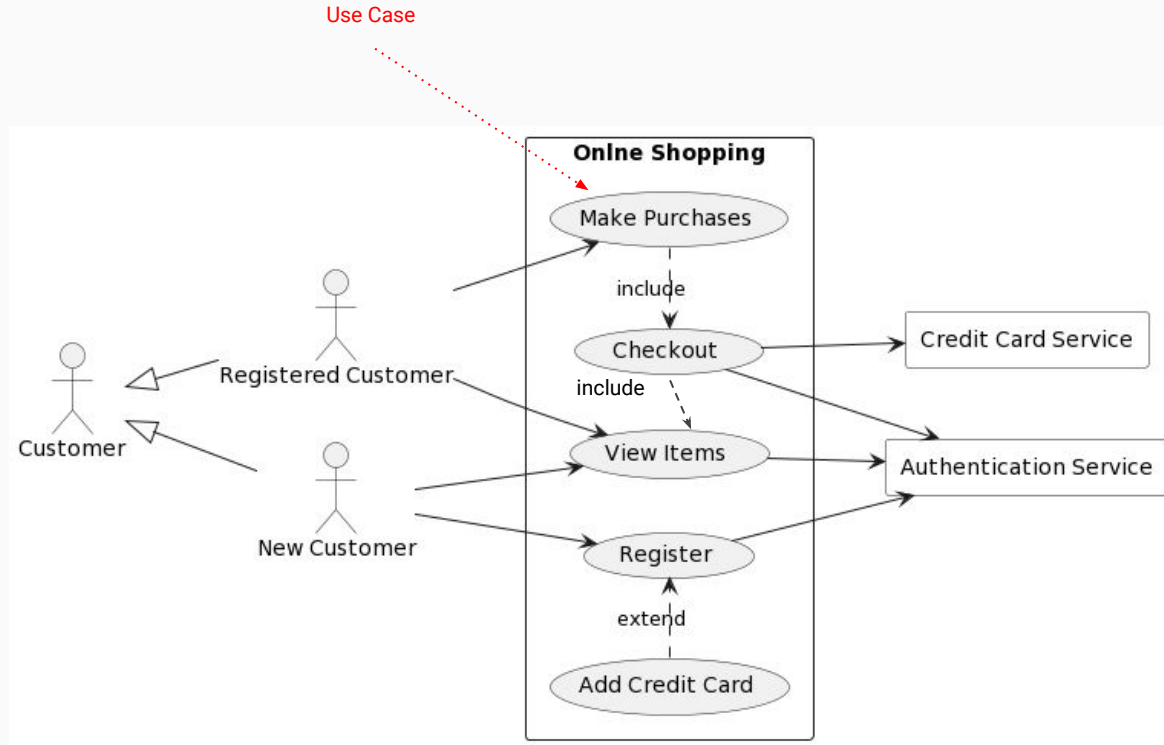 Use Case
Onlne Shopping
Make Purchases
include
Checkout
Credit Card Service
Registered Customer
include
Customer
View Items
Authentication Service
New Customer
Register
extend
Add Credit Card